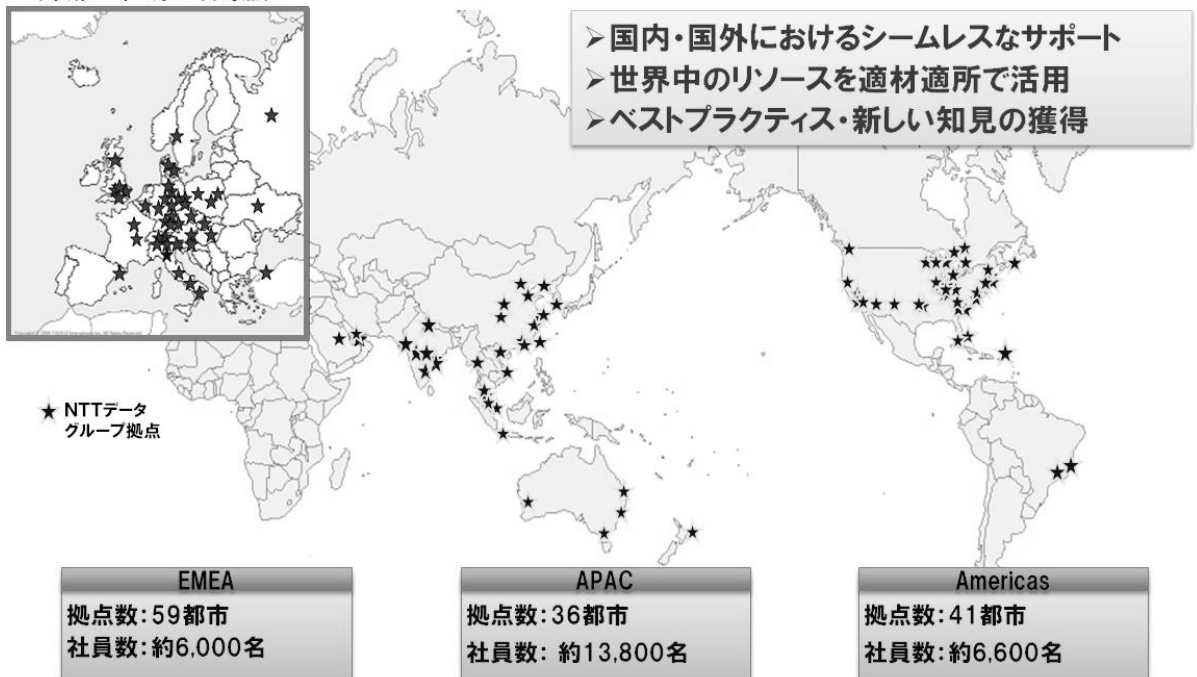 ➢国内・国外におけるシームレスなサポート
➢世界中のリソースを適材適所で活用
➢ベストプラクティス・新しい知見の獲得
★ NTTデータ
グループ拠点
EMEA
拠点数:59都市
社員数:約6,000名
APAC
拠点数:36都市
社員数: 約13,800名
Americas
拠点数:41都市
社員数:約6,600名